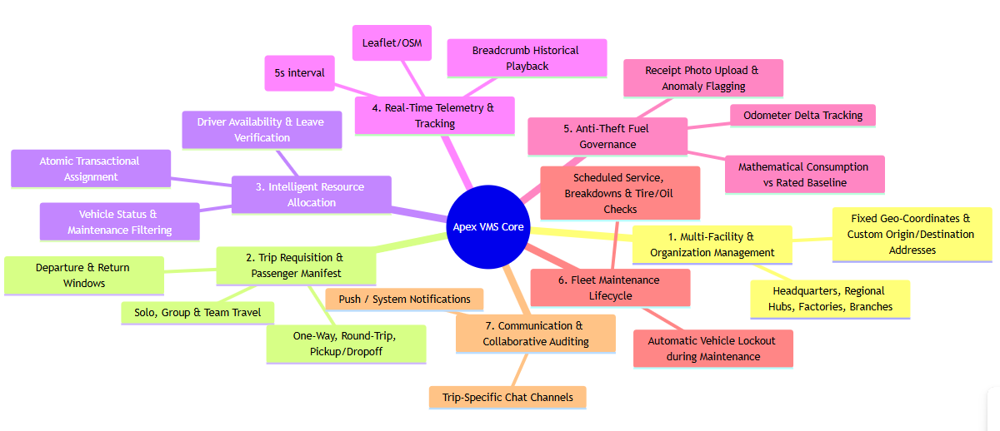 Leaflet/OSM
Breadcrumb Historical
Playback
5s interval
4. Real-Time Telemetry &
Tracking
Receipt Photo Upload &
Anomaly Flagging
Odometer Delta Tracking
5. Anti-Theft Fuel
Governance
Mathematical Consumption
vs Rated Baseline
Driver Availability & Leave
Verification
Atomic Transactional
Assignment
3. Intelligent Resource
Allocation
Vehicle Status &
Maintenance Filtering
Scheduled Service,
Breakdowns & Tire/Oil
Checks
Apex VMS Core
1. Multi-Facility &
Organization Management
Fixed Geo-Coordinates &
Custom Origin/Destination
Addresses
Headquarters, Regional
Hubs, Factories, Branches
2. Trip Requisition &
Passenger Manifest
Departure & Return
Windows
Solo, Group & Team Travel
One-Way, Round-Trip,
Pickup/Dropoff
6. Fleet Maintenance
Lifecycle
Automatic Vehicle Lockout
during Maintenance
Push / System Notifications
7. Communication &
Collaborative Auditing
Trip-Specific Chat Channels